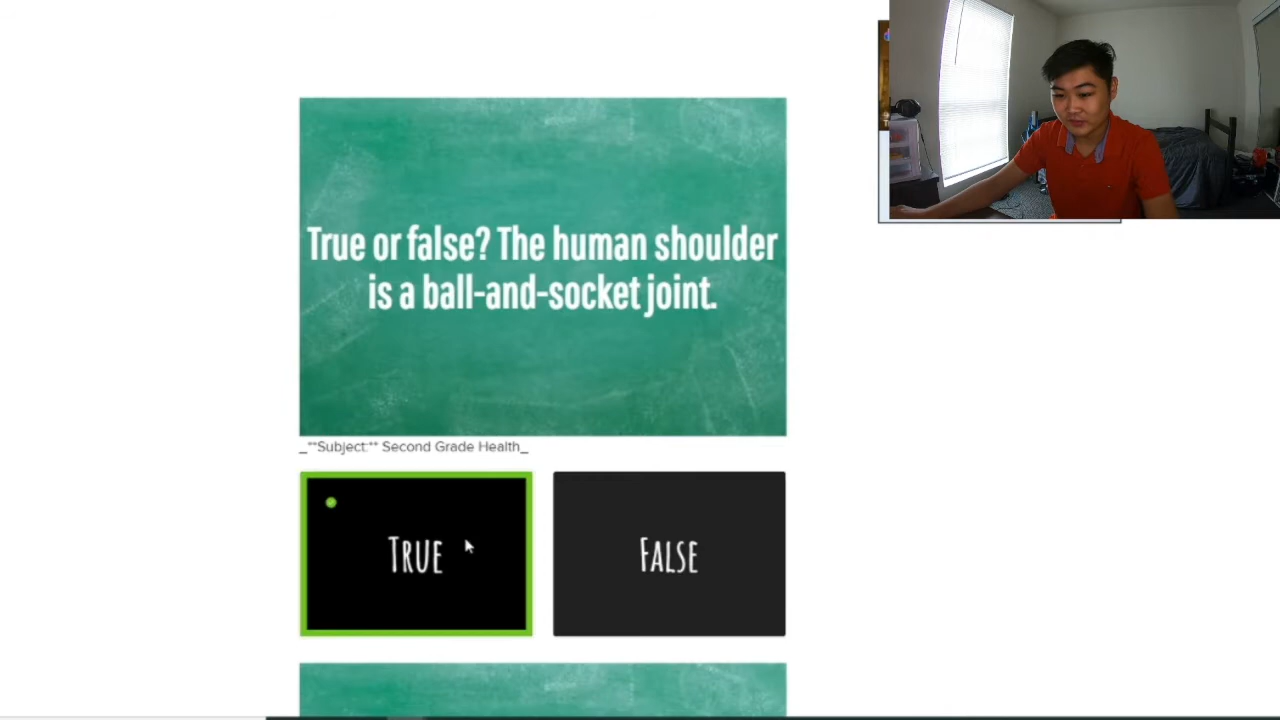 True or false? The human shoulder
is a ball-and-socket joint.
_**Subject:** Second Grade Health_
TRUE
FALSE